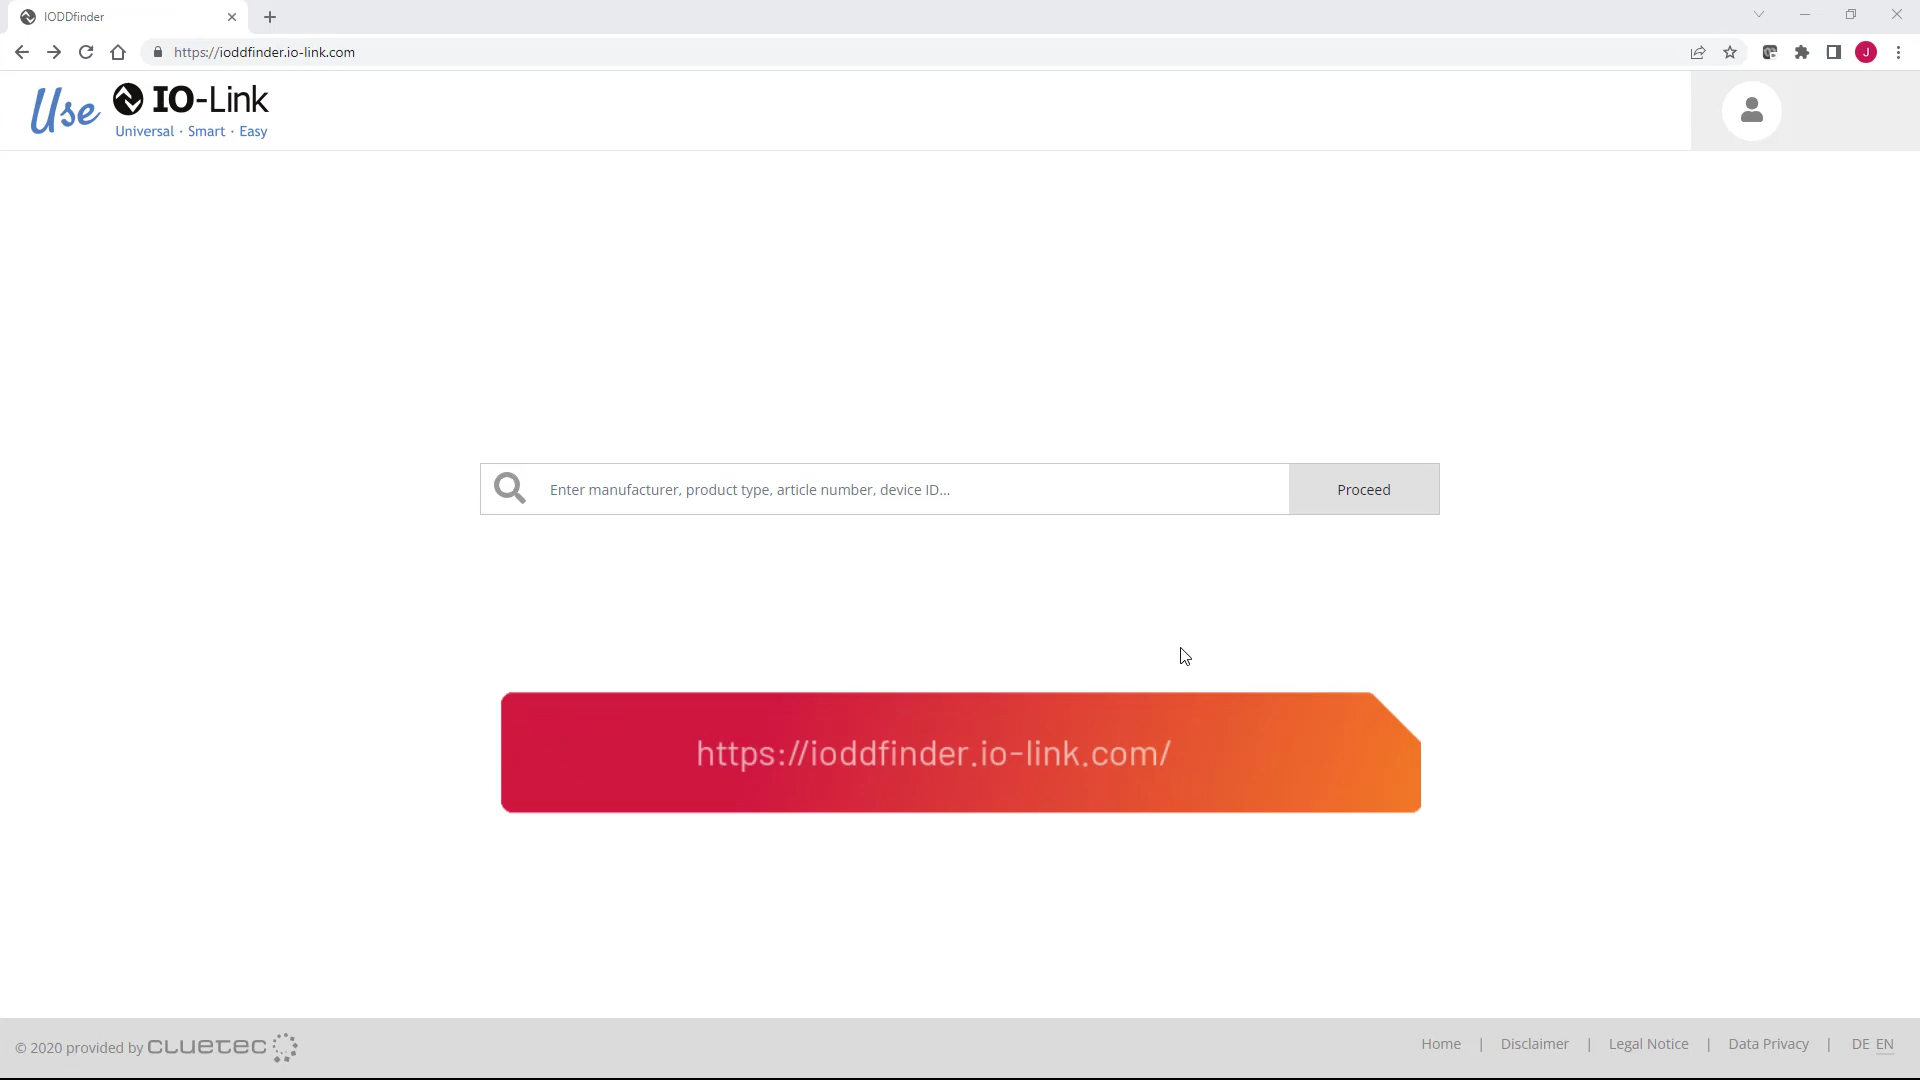 IODDfinder
https://ioddfinder.io-link.com
J
Use IO-Link
Universal · Smart · Easy
Enter manufacturer, product type, article number, device ID...
Proceed
https://ioddfinder.io-link.com/
© 2020 provided by cluetec
Home | Disclaimer | Legal Notice | Data Privacy | DE EN